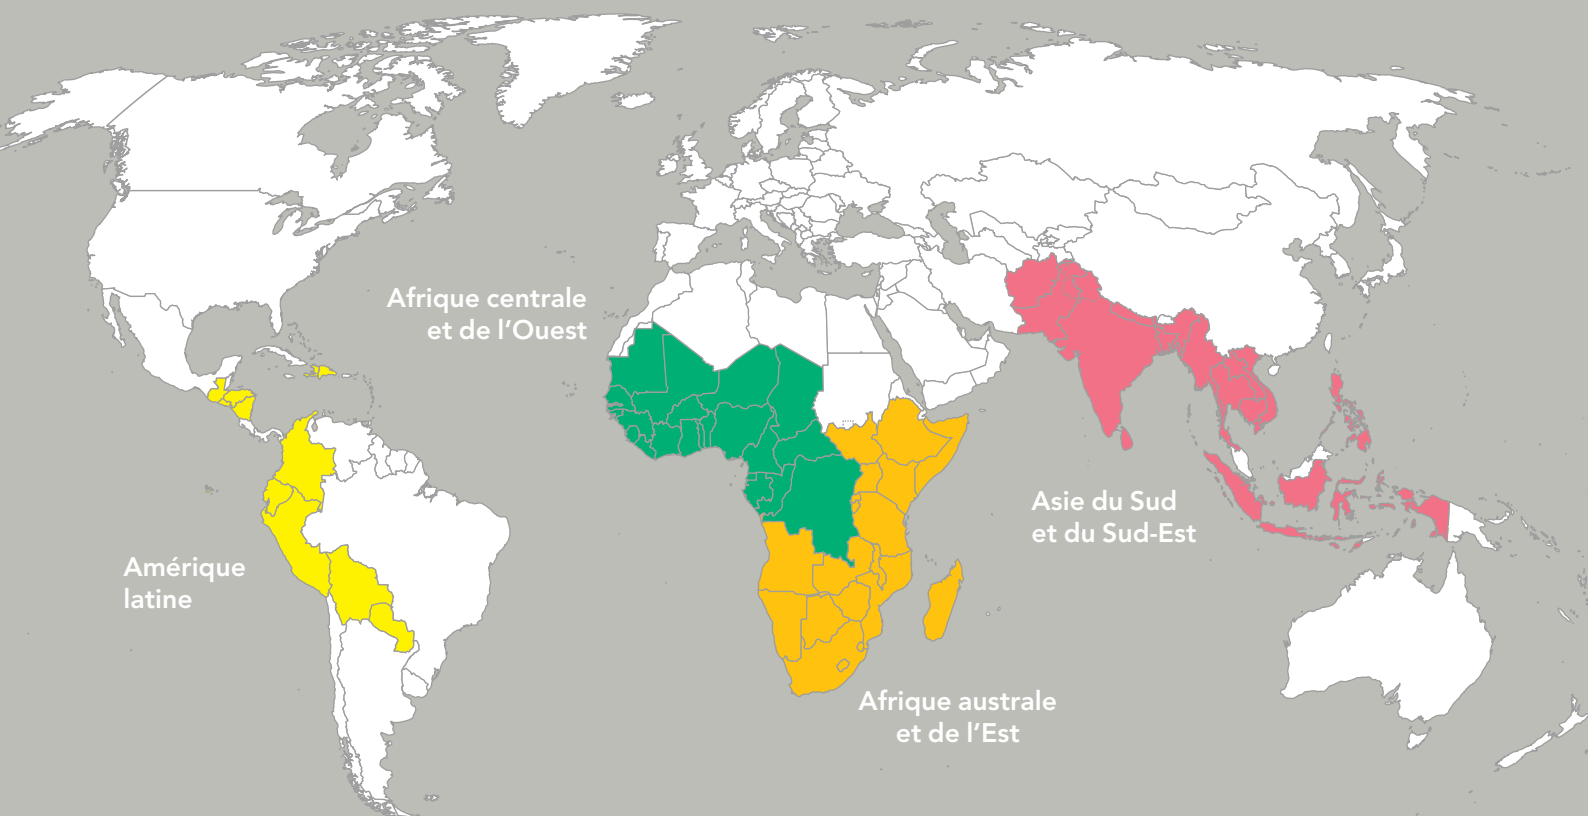 Afrique centrale
et de l’Ouest
Asie du Sud
et du Sud-Est
Amérique
latine
Afrique australe
et de l’Est